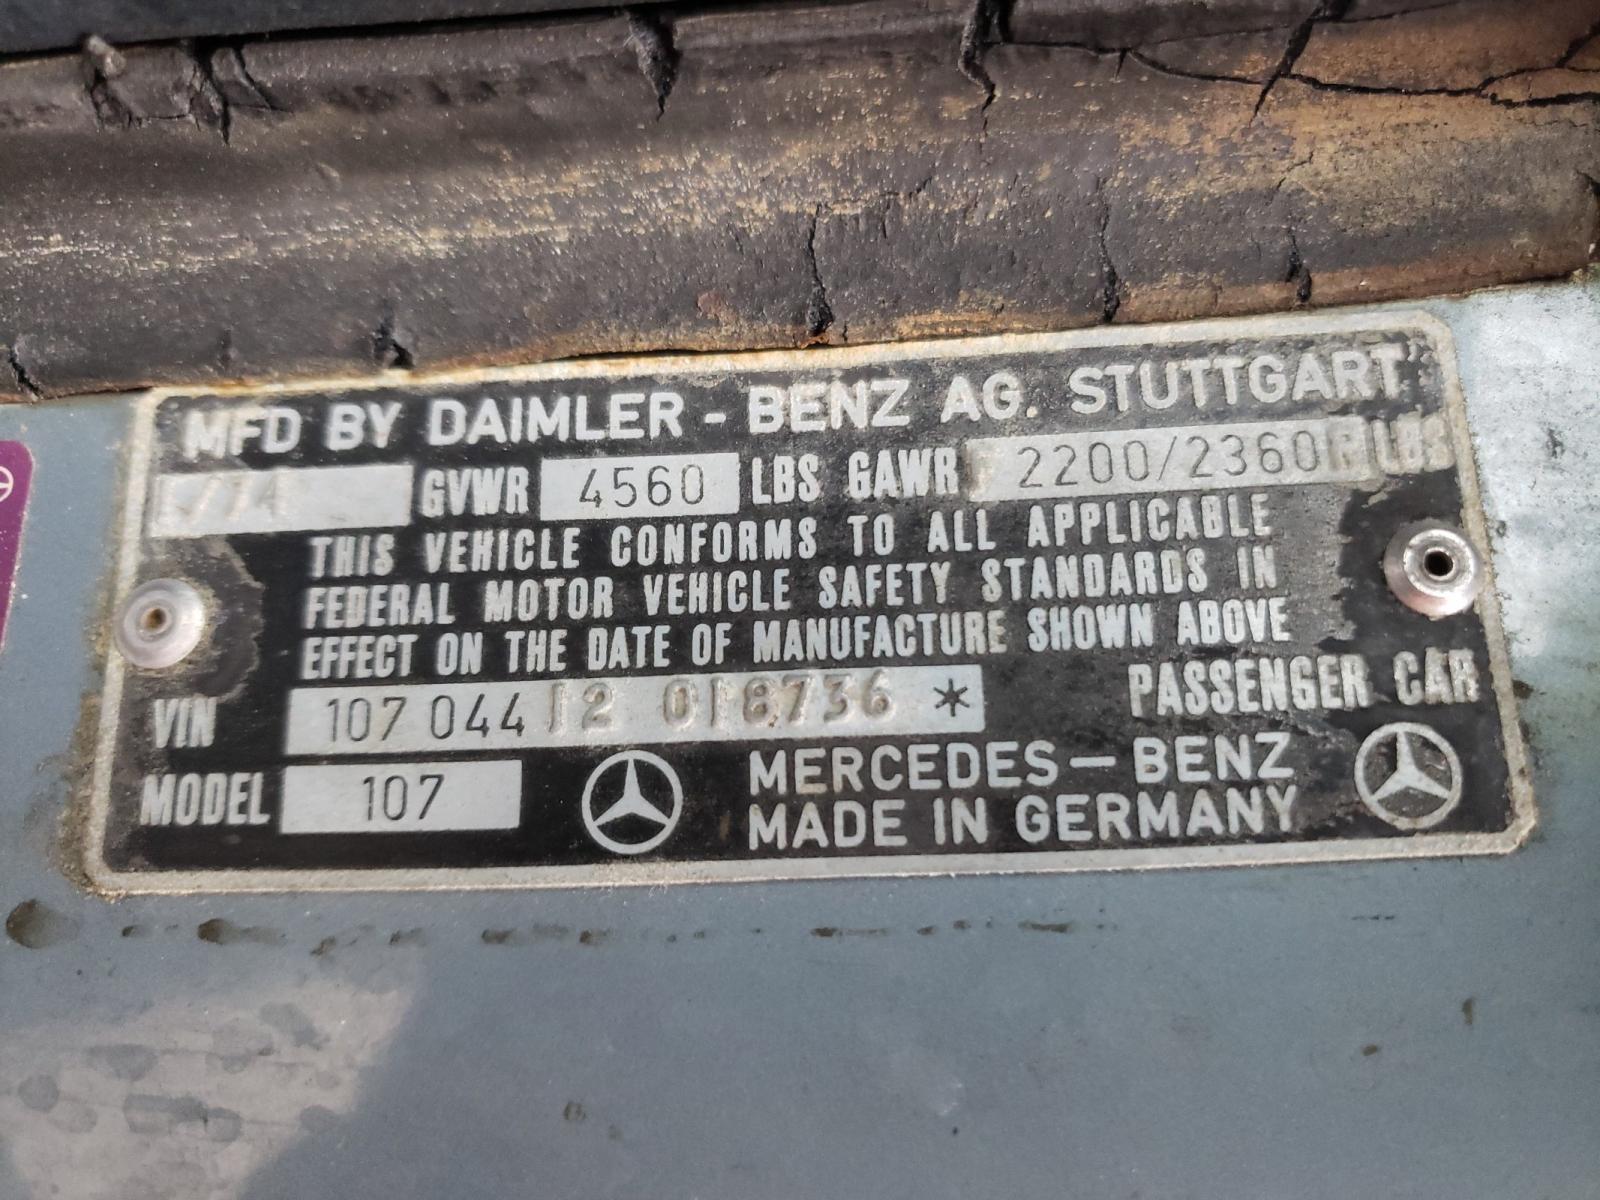 MFD BY DAIMLER - BENZ AG. STUTTGART
/74 GVWR 4560 LBS GAWR 2200/2360 LBS
THIS VEHICLE CONFORMS TO ALL APPLICABLE
FEDERAL MOTOR VEHICLE SAFETY STANDARDS IN
EFFECT ON THE DATE OF MANUFACTURE SHOWN ABOVE
VIN 107 044 12 018736 * PASSENGER CAR
MODEL 107 MERCEDES-BENZ
MADE IN GERMANY